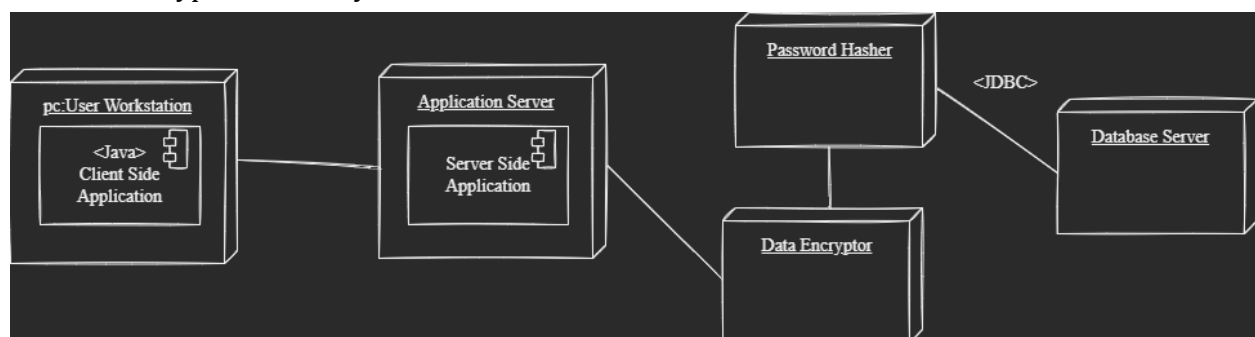 pc:User Workstation
<Java>
Client Side
Application
Application Server
Server Side
Application
Password Hasher
<JDBC>
Database Server
Data Encryptor